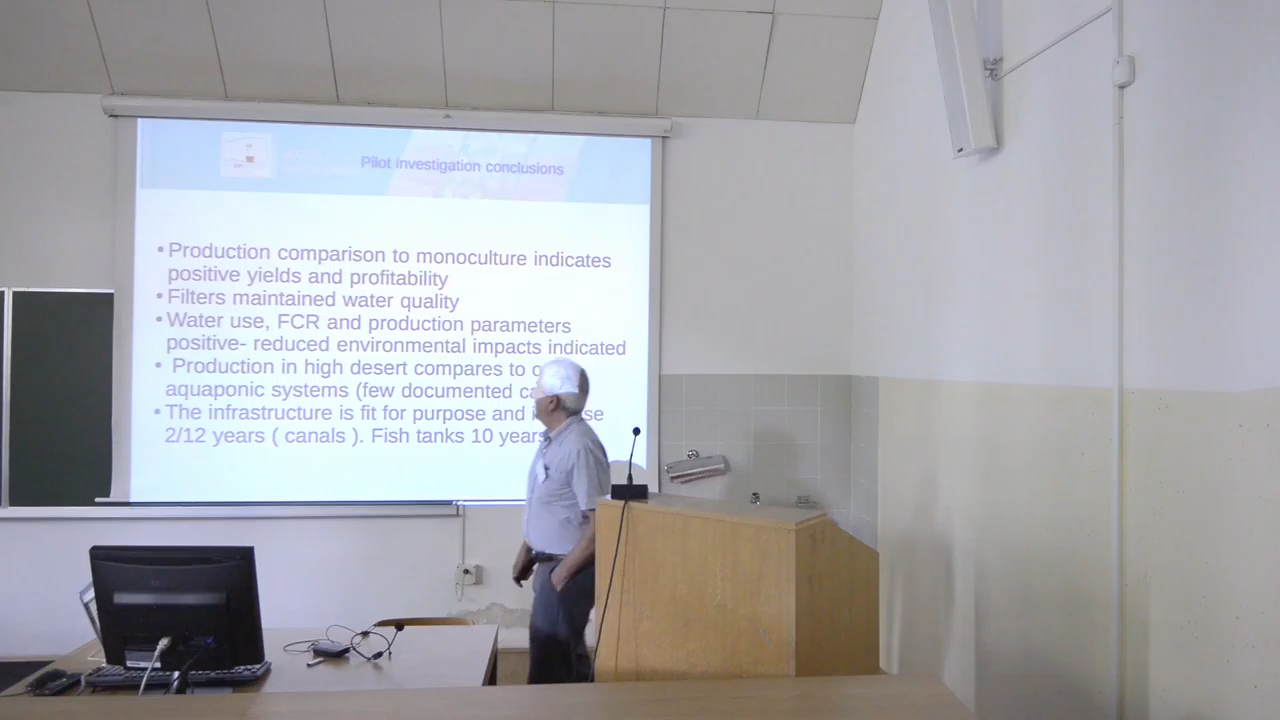 Pilot investigation conclusions
• Production comparison to monoculture indicates
positive yields and profitability
• Filters maintained water quality
• Water use, FCR and production parameters
positive- reduced environmental impacts indicated
• Production in high desert compares to
aquaponic systems (few documented
• The infrastructure is fit for purpose and
2/12 years ( canals ). Fish tanks 10 years